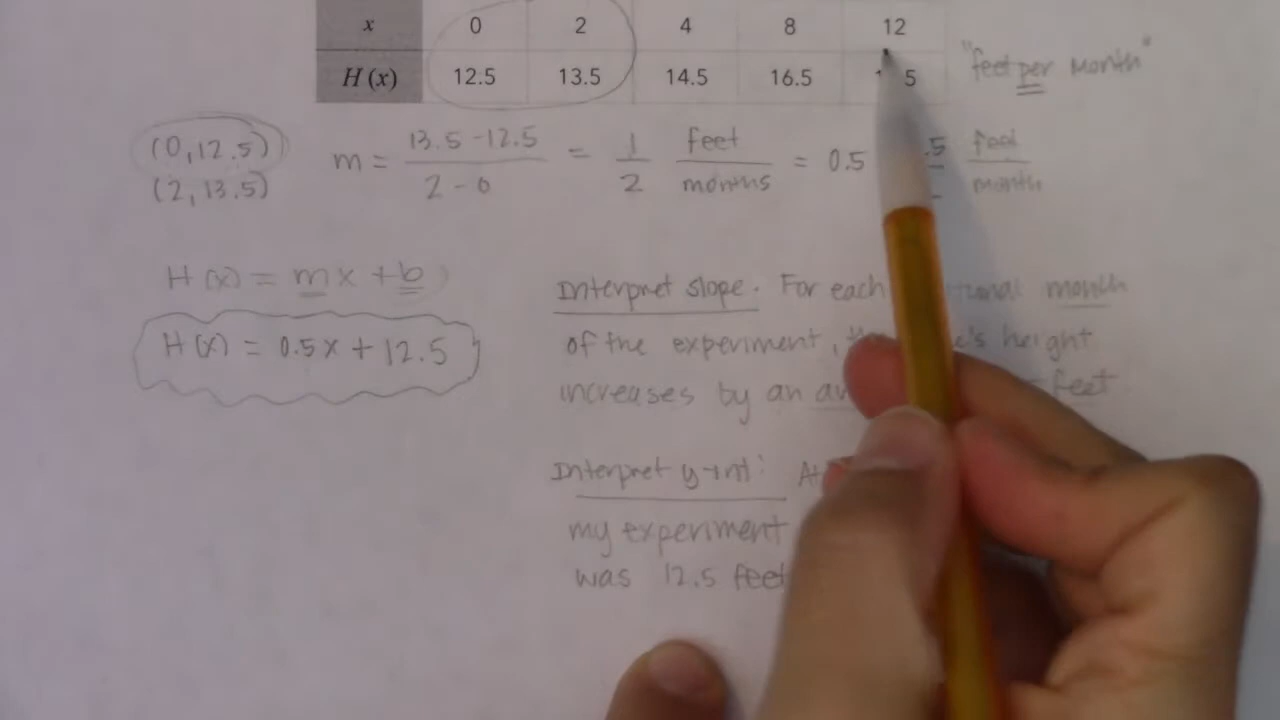 x 0 2 4 8 12
H(x) 12.5 13.5 14.5 16.5 5
"feet per month"
(0,12.5)
(2,13.5)
m = 13.5-12.5 / 2-0 = 1/2 feet/months = 0.5 .5 feet/month
H(x) = mx + b
H(x) = 0.5x + 12.5
Interpret slope. For each month
of the experiment, height
increases by an feet
Interpret y-int: At
my experiment
was 12.5 feet